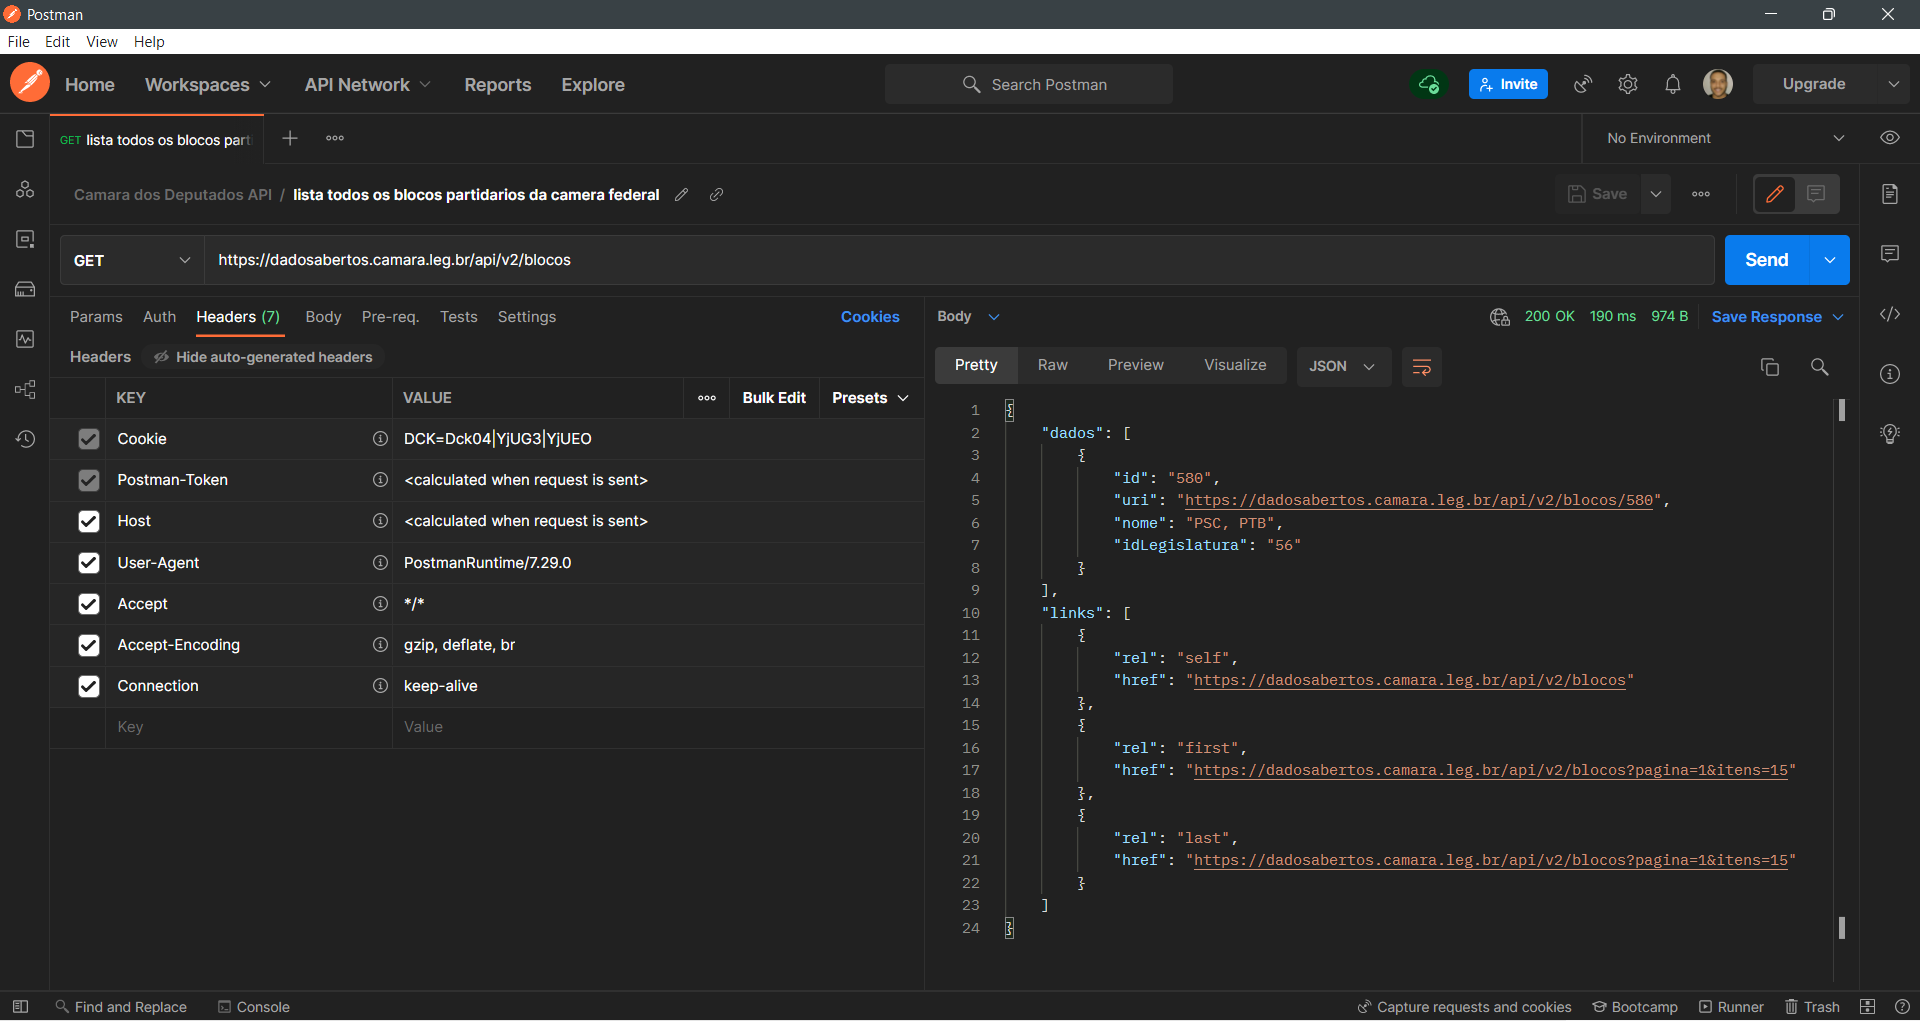 Postman
File Edit View Help
Home Workspaces API Network Reports Explore Search Postman Invite Upgrade
GET lista todos os blocos part No Environment
Camara dos Deputados API / lista todos os blocos partidarios da camera federal Save
GET https://dadosabertos.camara.leg.br/api/v2/blocos Send
Params Auth Headers (7) Body Pre-req. Tests Settings Cookies
Headers Hide auto-generated headers
KEY VALUE Bulk Edit Presets
Cookie DCK=Dck04|YjUG3|YjUEO
Postman-Token <calculated when request is sent>
Host <calculated when request is sent>
User-Agent PostmanRuntime/7.29.0
Accept */*
Accept-Encoding gzip, deflate, br
Connection keep-alive
Key Value
Body 200 OK 190 ms 974 B Save Response
Pretty Raw Preview Visualize JSON
1 {
2 "dados": [
3 {
4 "id": "580",
5 "uri": "https://dadosabertos.camara.leg.br/api/v2/blocos/580",
6 "nome": "PSC, PTB",
7 "idLegislatura": "56"
8 }
9 ],
10 "links": [
11 {
12 "rel": "self",
13 "href": "https://dadosabertos.camara.leg.br/api/v2/blocos"
14 },
15 {
16 "rel": "first",
17 "href": "https://dadosabertos.camara.leg.br/api/v2/blocos?pagina=1&itens=15"
18 },
19 {
20 "rel": "last",
21 "href": "https://dadosabertos.camara.leg.br/api/v2/blocos?pagina=1&itens=15"
22 }
23 ]
24 }
Find and Replace Console Capture requests and cookies Bootcamp Runner Trash